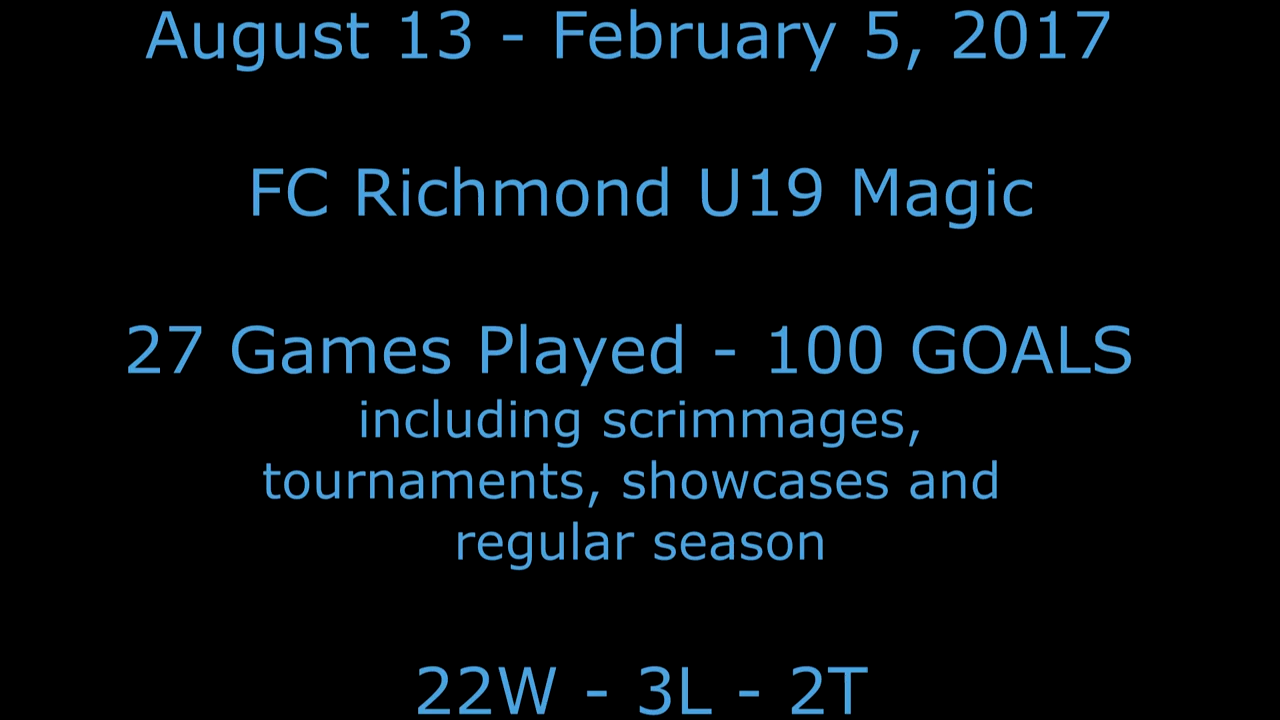 August 13 - February 5, 2017
FC Richmond U19 Magic
27 Games Played - 100 GOALS
including scrimmages,
tournaments, showcases and
regular season
22W - 3L - 2T